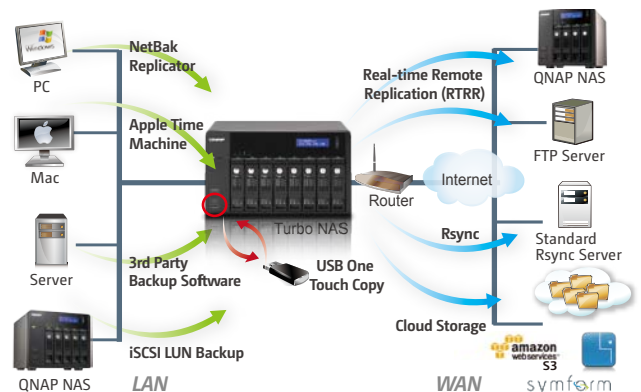 Windows
PC
NetBak
Replicator
Apple Time
Machine
Mac
Server
3rd Party
Backup Software
QNAP NAS
iSCSI LUN Backup
LAN
Turbo NAS
USB One
Touch Copy
Router
Internet
Real-time Remote
Replication (RTRR)
QNAP NAS
FTP Server
Rsync
Standard
Rsync Server
Cloud Storage
amazon
webservices™
S3
symform
WAN